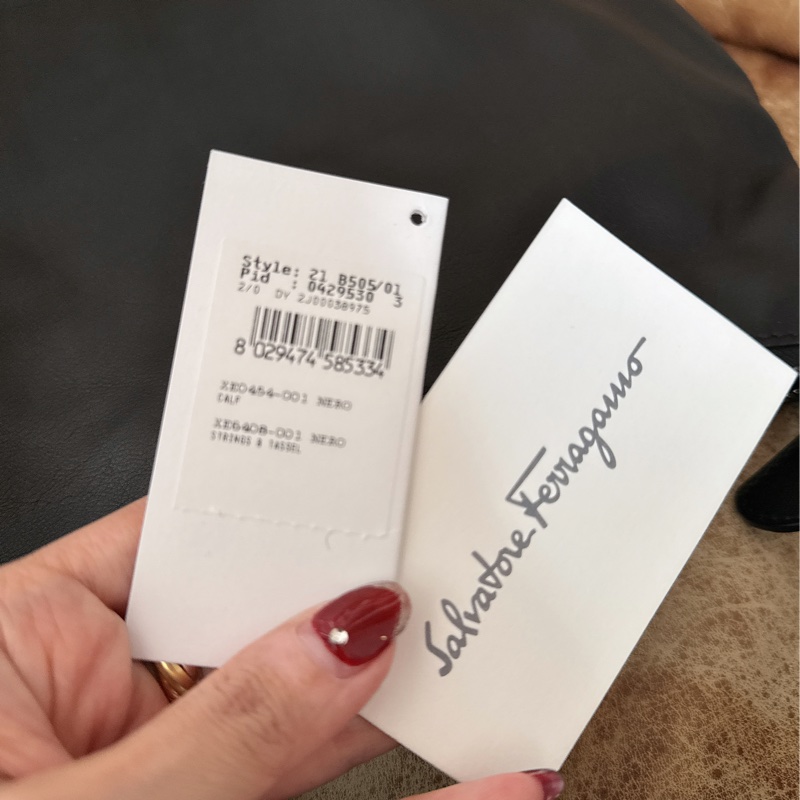 Style: 21 B505/01
Pid : 0429530 3
2/0 DY 2J00038975
8 029474 585334
XE0454-001 NERO
CALF
XE6408-001 NERO
STRINGS & TASSEL
Salvatore Ferragamo